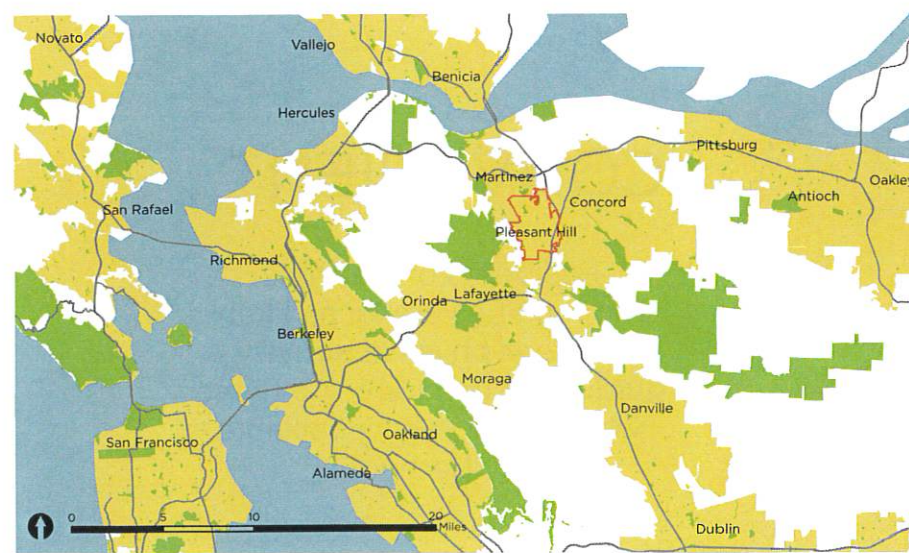 Novato
Vallejo
Benicia
Hercules
Pittsburg
Martinez
Oakley
Antioch
Concord
San Rafael
Pleasant Hill
Richmond
Orinda
Lafayette
Berkeley
Moraga
Danville
San Francisco
Oakland
Alameda
0 5 10 20
Miles
Dublin